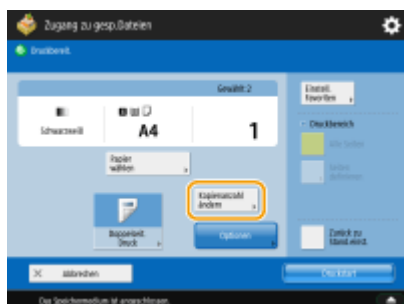 Zugang zu gesp.Dateien
Druckbereit.
Gewählt:2
Schwarzweiß
A4
1
Papier
wählen
Kopienanzahl
ändern
Doppelseit.
Druck
Optionen
Einstell.
Favoriten
Druckbereich
Alle Seiten
Seiten
definieren
Zurück zu
Stand.einst.
Abbrechen
Druckstart
Das Speichermedium ist angeschlossen.